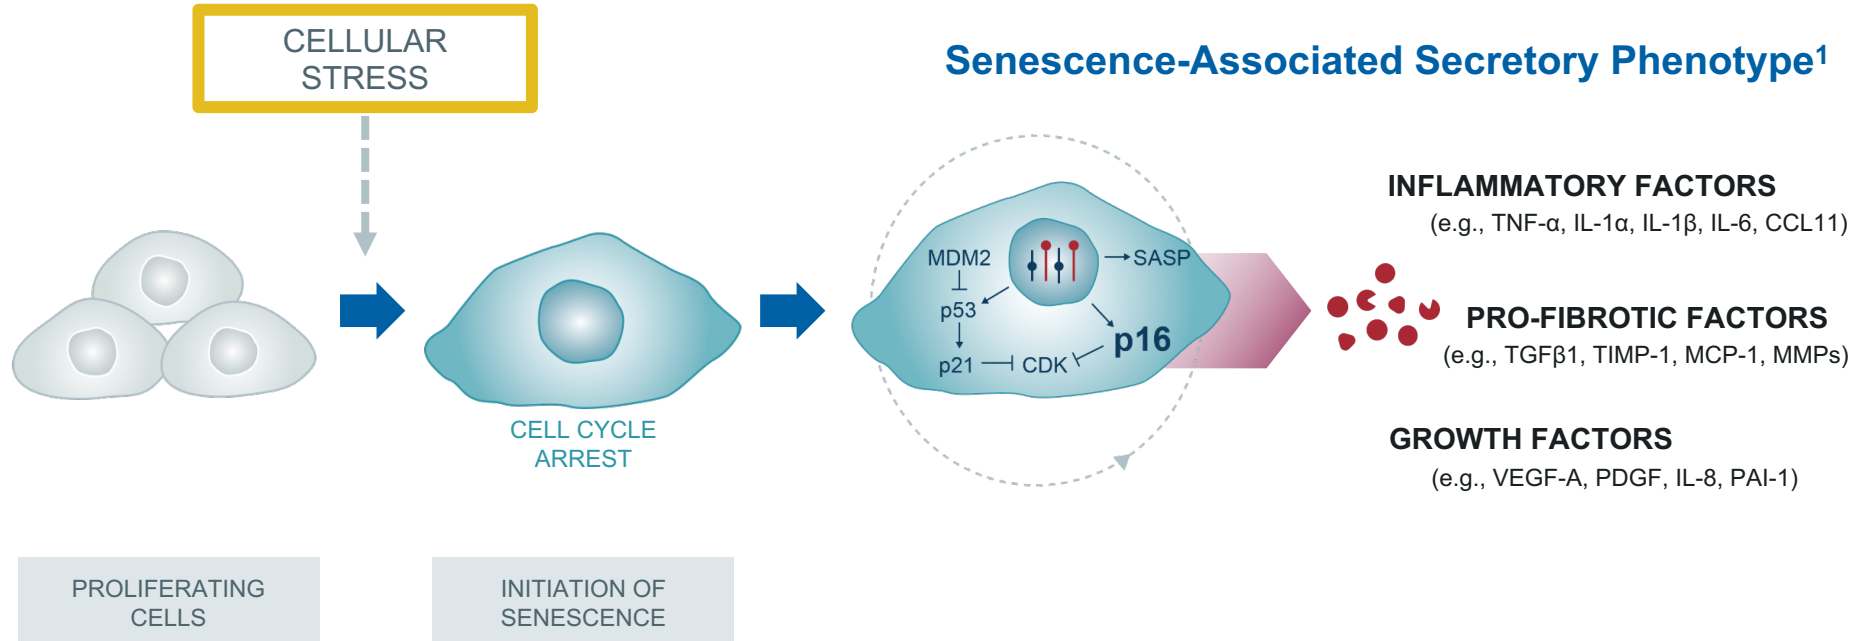 CELLULAR
STRESS
Senescence-Associated Secretory Phenotype¹
INFLAMMATORY FACTORS
(e.g., TNF-α, IL-1α, IL-1β, IL-6, CCL11)
MDM2
SASP
p53
p16
p21
CDK
PRO-FIBROTIC FACTORS
(e.g., TGFβ1, TIMP-1, MCP-1, MMPs)
CELL CYCLE
ARREST
GROWTH FACTORS
(e.g., VEGF-A, PDGF, IL-8, PAI-1)
PROLIFERATING
CELLS
INITIATION OF
SENESCENCE